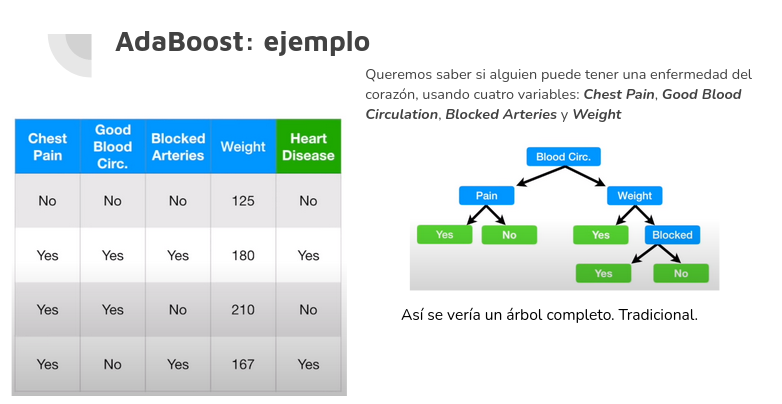 AdaBoost: ejemplo
Queremos saber si alguien puede tener una enfermedad del
corazón, usando cuatro variables: Chest Pain, Good Blood
Circulation, Blocked Arteries y Weight
Chest Pain Good Blood Circ. Blocked Arteries Weight Heart Disease
No No No 125 No
Yes Yes Yes 180 Yes
Yes Yes No 210 No
Yes No Yes 167 Yes
Blood Circ.
Pain Weight
Yes No Yes Blocked
Yes No
Así se vería un árbol completo. Tradicional.